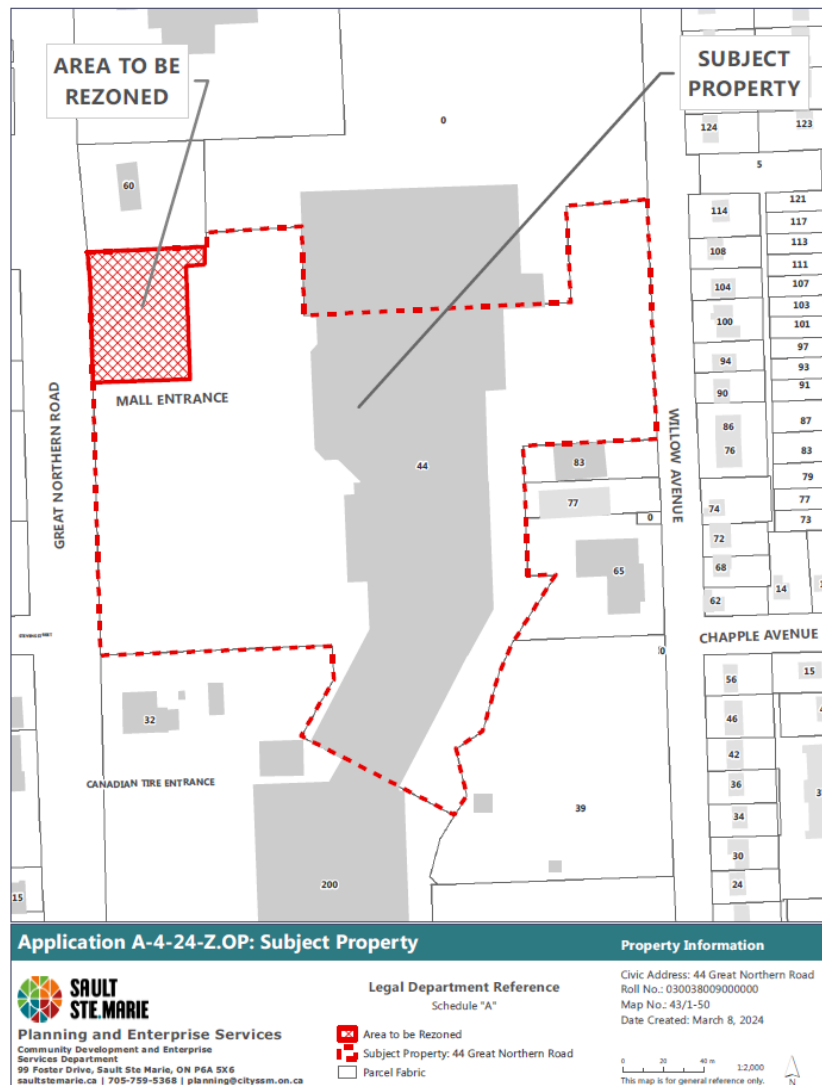 AREA TO BE
REZONED
SUBJECT
PROPERTY
0
124
123
5
60
114
121
117
108
113
111
104
107
103
100
101
97
94
93
90
91
MALL ENTRANCE
GREAT NORTHERN ROAD
WILLOW AVENUE
86
76
87
83
79
77
73
44
83
77
0
74
72
68
62
14
65
CHAPPLE AVENUE
0
56
15
46
42
36
34
30
24
32
CANADIAN TIRE ENTRANCE
39
200
15
Application A-4-24-Z.OP: Subject Property
Property Information
SAULT
STE.MARIE
Planning and Enterprise Services
Community Development and Enterprise
Services Department
99 Foster Drive, Sault Ste Marie, ON P6A 5X6
saultstemarie.ca | 705-759-5368 | planning@cityssm.on.ca
Legal Department Reference
Schedule "A"
Area to be Rezoned
Subject Property: 44 Great Northern Road
Parcel Fabric
Civic Address: 44 Great Northern Road
Roll No.: 030038009000000
Map No.: 43/1-50
Date Created: March 8, 2024
0 20 40 m
1:2,000
N
This map is for general reference only.